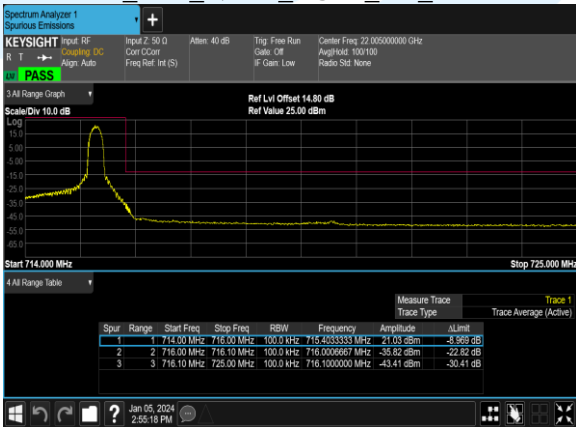 Spectrum Analyzer 1
Spurious Emissions
KEYSIGHT Input: RF Input Z: 50 Ω Atten: 40 dB Trig: Free Run Center Freq: 22.005000000 GHz
R T Coupling: DC Corr CCorr Gate: Off Avg|Hold: 100/100
Align: Auto Freq Ref: Int (S) IF Gain: Low Radio Std: None
LV PASS
3 All Range Graph
Ref Lvl Offset 14.80 dB
Scale/Div 10.0 dB Ref Value 25.00 dBm
Log
15.0
5.00
-5.00
-15.0
-25.0
-35.0
-45.0
-55.0
-65.0
Start 714.000 MHz Stop 725.000 MHz
4 All Range Table
Measure Trace Trace 1
Trace Type Trace Average (Active)
Spur Range Start Freq Stop Freq RBW Frequency Amplitude ΔLimit
1 1 714.00 MHz 716.00 MHz 100.0 kHz 715.4033333 MHz 21.03 dBm -8.969 dB
2 2 716.00 MHz 716.10 MHz 100.0 kHz 716.0006667 MHz -35.82 dBm -22.82 dB
3 3 716.10 MHz 725.00 MHz 100.0 kHz 716.1000000 MHz -43.41 dBm -30.41 dB
? Jan 05, 2024
2:55:18 PM